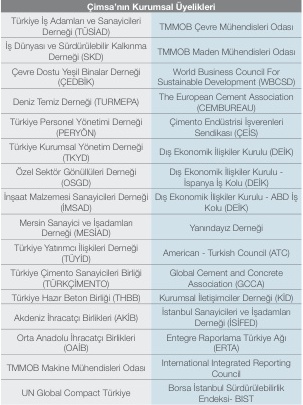 Çimsa'nın Kurumsal Üyelikleri
Türkiye İş Adamları ve Sanayicileri
Derneği (TÜSİAD)
TMMOB Çevre Mühendisleri Odası
İş Dünyası ve Sürdürülebilir Kalkınma
Derneği (SKD)
TMMOB Maden Mühendisleri Odası
Çevre Dostu Yeşil Binalar Derneği
(ÇEDBİK)
World Business Council For
Sustainable Development (WBCSD)
Deniz Temiz Derneği (TURMEPA)
The European Cement Association
(CEMBUREAU)
Türkiye Personel Yönetimi Derneği
(PERYÖN)
Çimento Endüstrisi İşverenleri
Sendikası (ÇEİS)
Türkiye Kurumsal Yönetim Derneği
(TKYD)
Dış Ekonomik İlişkiler Kurulu (DEİK)
Özel Sektör Gönüllüleri Derneği
(OSGD)
Dış Ekonomik İlişkiler Kurulu -
İspanya İş Kolu (DEİK)
İnşaat Malzemesi Sanayicileri Derneği
(İMSAD)
Dış Ekonomik İlişkiler Kurulu - ABD İş
Kolu (DEİK)
Mersin Sanayici ve İşadamları
Derneği (MESİAD)
Yanındayız Derneği
Türkiye Yatırımcı İlişkileri Derneği
(TÜYİD)
American - Turkish Council (ATC)
Türkiye Çimento Sanayicileri Birliği
(TÜRKÇİMENTO)
Global Cement and Concrete
Association (GCCA)
Türkiye Hazır Beton Birliği (THBB)
Kurumsal İletişimciler Derneği (KİD)
Akdeniz İhracatçı Birlikleri (AKİB)
İstanbul Sanayicileri ve İşadamları
Derneği (İSİFED)
Orta Anadolu İhracatçı Birlikleri
(OAİB)
Entegre Raporlama Türkiye Ağı
(ERTA)
TMMOB Makine Mühendisleri Odası
International Integrated Reporting
Council
UN Global Compact Türkiye
Borsa İstanbul Sürdürülebilirlik
Endeksi- BIST